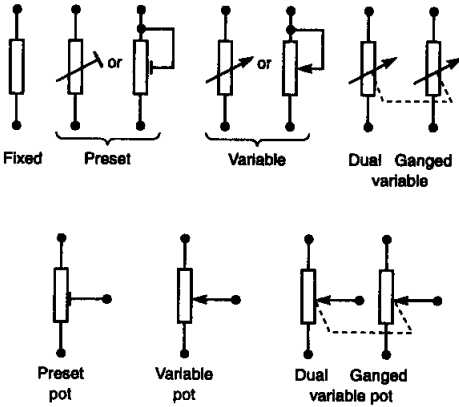 or
or
Fixed
Preset
Variable
Dual Ganged
variable
Preset
pot
Variable
pot
Dual Ganged
variable pot